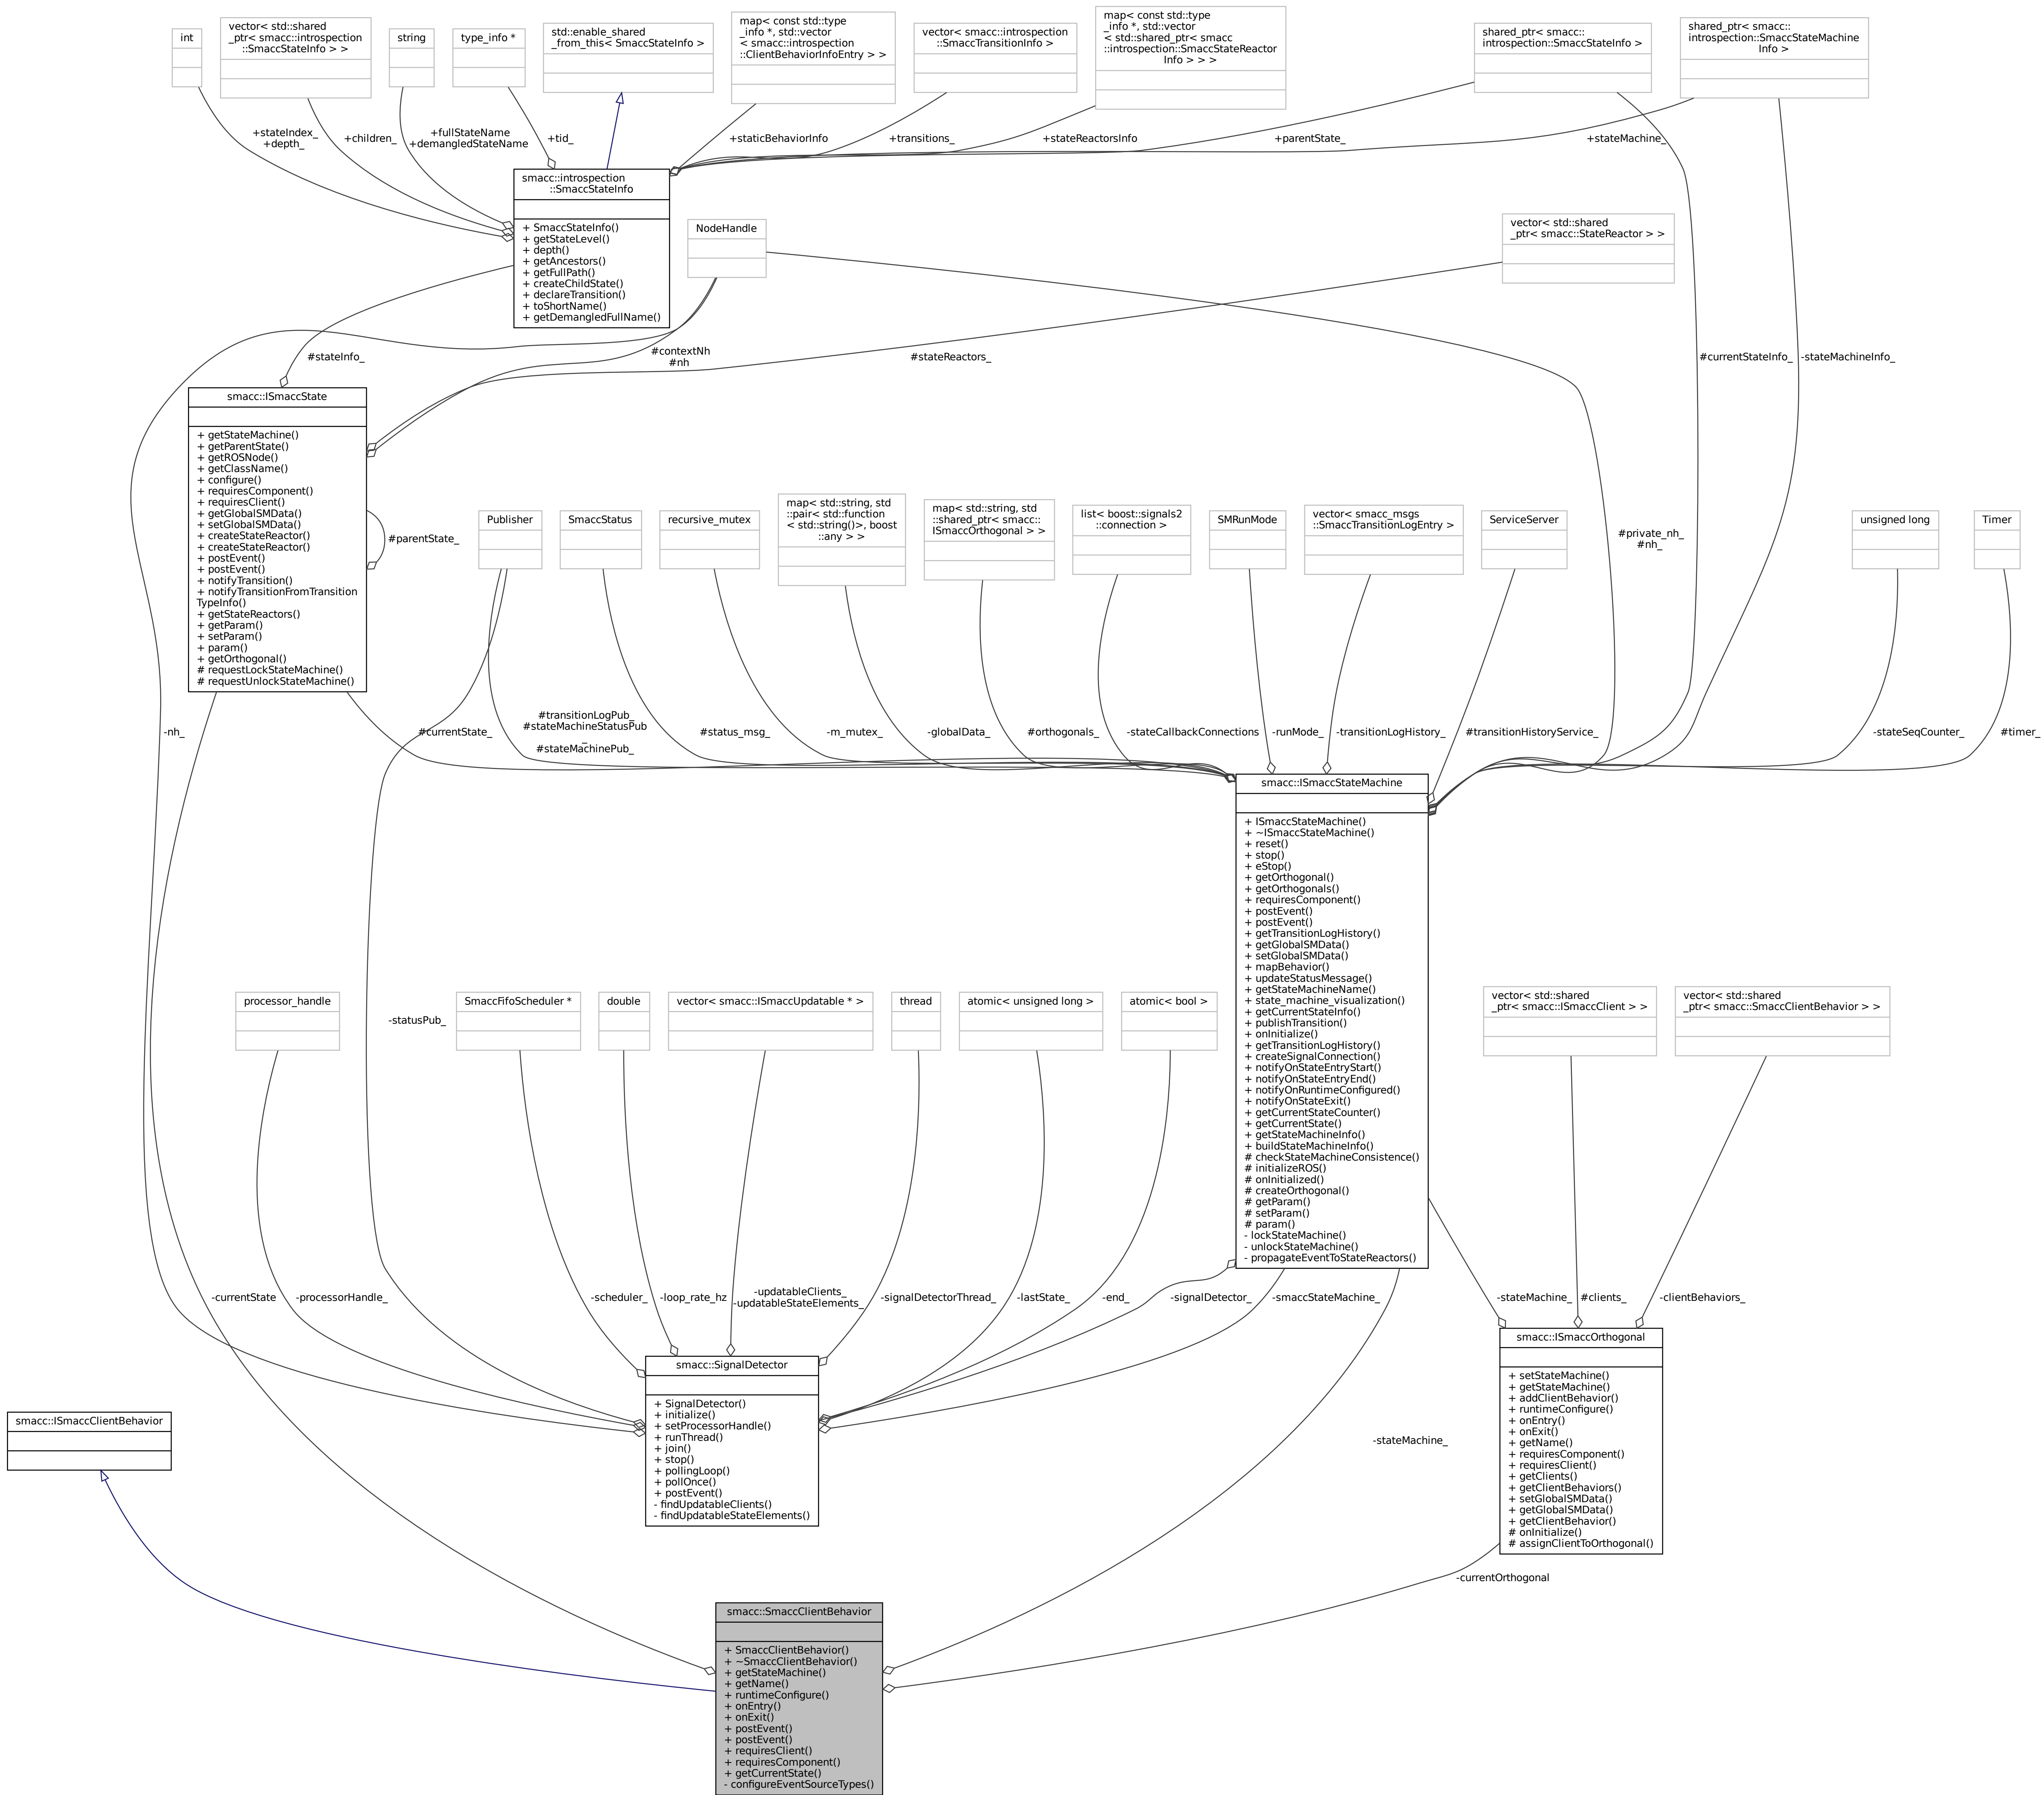 int
vector< std::shared
_ptr< smacc::introspection
::SmaccStateInfo > >
string
type_info *
std::enable_shared
_from_this< SmaccStateInfo >
map< const std::type
_info *, std::vector
< smacc::introspection
::ClientBehaviorInfoEntry > >
vector< smacc::introspection
::SmaccTransitionInfo >
map< const std::type
_info *, std::vector
< std::shared_ptr< smacc
::introspection::SmaccStateReactor
Info > > >
shared_ptr< smacc::
introspection::SmaccStateInfo >
shared_ptr< smacc::
introspection::SmaccStateMachine
Info >
+stateIndex_
+depth_
+children_
+fullStateName
+demangledStateName
+tid_
+staticBehaviorInfo
+transitions_
+stateReactorsInfo
+parentState_
+stateMachine_
smacc::introspection
::SmaccStateInfo
+ SmaccStateInfo()
+ getStateLevel()
+ depth()
+ getAncestors()
+ getFullPath()
+ createChildState()
+ declareTransition()
+ toShortName()
+ getDemangledFullName()
NodeHandle
vector< std::shared
_ptr< smacc::StateReactor > >
#stateInfo_
#contextNh
#nh
#stateReactors_
#currentStateInfo_
-stateMachineInfo_
smacc::ISmaccState
+ getStateMachine()
+ getParentState()
+ getROSNode()
+ getClassName()
+ configure()
+ requiresComponent()
+ requiresClient()
+ getGlobalSMData()
+ setGlobalSMData()
+ createStateReactor()
+ createStateReactor()
+ postEvent()
+ postEvent()
+ notifyTransition()
+ notifyTransitionFromTransition
TypeInfo()
+ getStateReactors()
+ getParam()
+ setParam()
+ param()
+ getOrthogonal()
# requestLockStateMachine()
# requestUnlockStateMachine()
#parentState_
Publisher
SmaccStatus
recursive_mutex
map< std::string, std
::pair< std::function
< std::string()>, boost
::any > >
map< std::string, std
::shared_ptr< smacc::
ISmaccOrthogonal > >
list< boost::signals2
::connection >
SMRunMode
vector< smacc_msgs
::SmaccTransitionLogEntry >
ServiceServer
#private_nh_
#nh_
unsigned long
Timer
-nh_
#currentState_
#transitionLogPub_
#stateMachineStatusPub
_
#stateMachinePub_
#status_msg_
-m_mutex_
-globalData_
#orthogonals_
-stateCallbackConnections
-runMode_
-transitionLogHistory_
#transitionHistoryService_
-stateSeqCounter_
#timer_
smacc::ISmaccStateMachine
+ ISmaccStateMachine()
+ ~ISmaccStateMachine()
+ reset()
+ stop()
+ eStop()
+ getOrthogonal()
+ getOrthogonals()
+ requiresComponent()
+ postEvent()
+ postEvent()
+ getTransitionLogHistory()
+ getGlobalSMData()
+ setGlobalSMData()
+ mapBehavior()
+ updateStatusMessage()
+ getStateMachineName()
+ state_machine_visualization()
+ getCurrentStateInfo()
+ publishTransition()
+ onInitialize()
+ getTransitionLogHistory()
+ createSignalConnection()
+ notifyOnStateEntryStart()
+ notifyOnStateEntryEnd()
+ notifyOnRuntimeConfigured()
+ notifyOnStateExit()
+ getCurrentStateCounter()
+ getCurrentState()
+ getStateMachineInfo()
+ buildStateMachineInfo()
# checkStateMachineConsistence()
# initializeROS()
# onInitialized()
# createOrthogonal()
# getParam()
# setParam()
# param()
- lockStateMachine()
- unlockStateMachine()
- propagateEventToStateReactors()
processor_handle
-statusPub_
SmaccFifoScheduler *
double
vector< smacc::ISmaccUpdatable * >
thread
atomic< unsigned long >
atomic< bool >
vector< std::shared
_ptr< smacc::ISmaccClient > >
vector< std::shared
_ptr< smacc::SmaccClientBehavior > >
-currentState
-processorHandle_
-scheduler_
-loop_rate_hz
-updatableClients_
-updatableStateElements_
-signalDetectorThread_
-lastState_
-end_
-signalDetector_
-smaccStateMachine_
-stateMachine_
#clients_
-clientBehaviors_
smacc::SignalDetector
+ SignalDetector()
+ initialize()
+ setProcessorHandle()
+ runThread()
+ join()
+ stop()
+ pollingLoop()
+ pollOnce()
+ postEvent()
- findUpdatableClients()
- findUpdatableStateElements()
smacc::ISmaccOrthogonal
+ setStateMachine()
+ getStateMachine()
+ addClientBehavior()
+ runtimeConfigure()
+ onEntry()
+ onExit()
+ getName()
+ requiresComponent()
+ requiresClient()
+ getClients()
+ getClientBehaviors()
+ setGlobalSMData()
+ getGlobalSMData()
+ getClientBehavior()
# onInitialize()
# assignClientToOrthogonal()
smacc::ISmaccClientBehavior
-stateMachine_
-currentOrthogonal
smacc::SmaccClientBehavior
+ SmaccClientBehavior()
+ ~SmaccClientBehavior()
+ getStateMachine()
+ getName()
+ runtimeConfigure()
+ onEntry()
+ onExit()
+ postEvent()
+ postEvent()
+ requiresClient()
+ requiresComponent()
+ getCurrentState()
- configureEventSourceTypes()